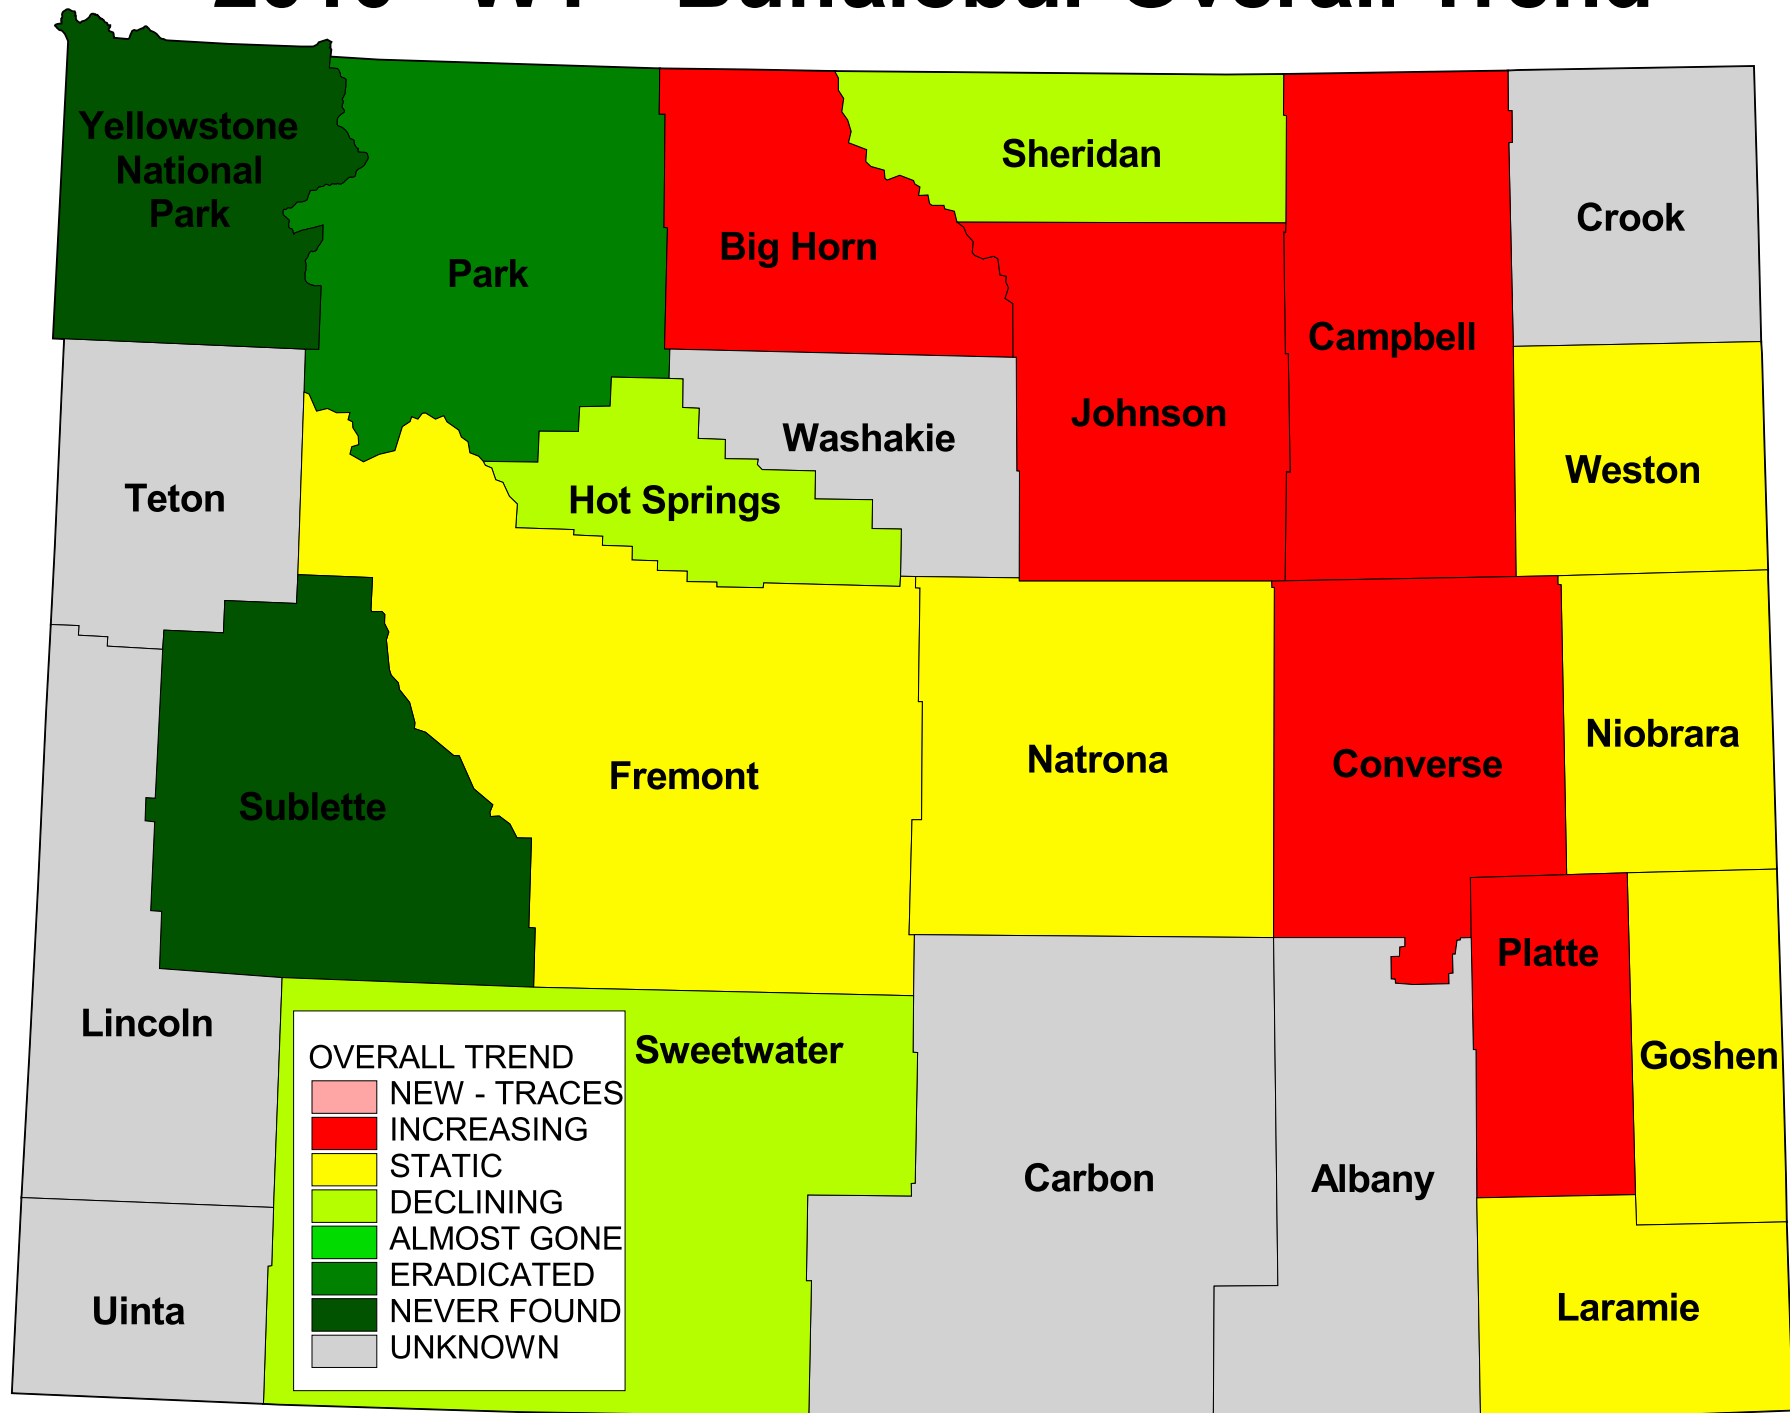 Yellowstone
National
Park
Park
Big Horn
Sheridan
Campbell
Crook
Johnson
Washakie
Hot Springs
Teton
Weston
Fremont
Natrona
Converse
Niobrara
Sublette
Platte
Lincoln
Sweetwater
Goshen
Carbon
Albany
Uinta
Laramie
OVERALL TREND
NEW - TRACES
INCREASING
STATIC
DECLINING
ALMOST GONE
ERADICATED
NEVER FOUND
UNKNOWN